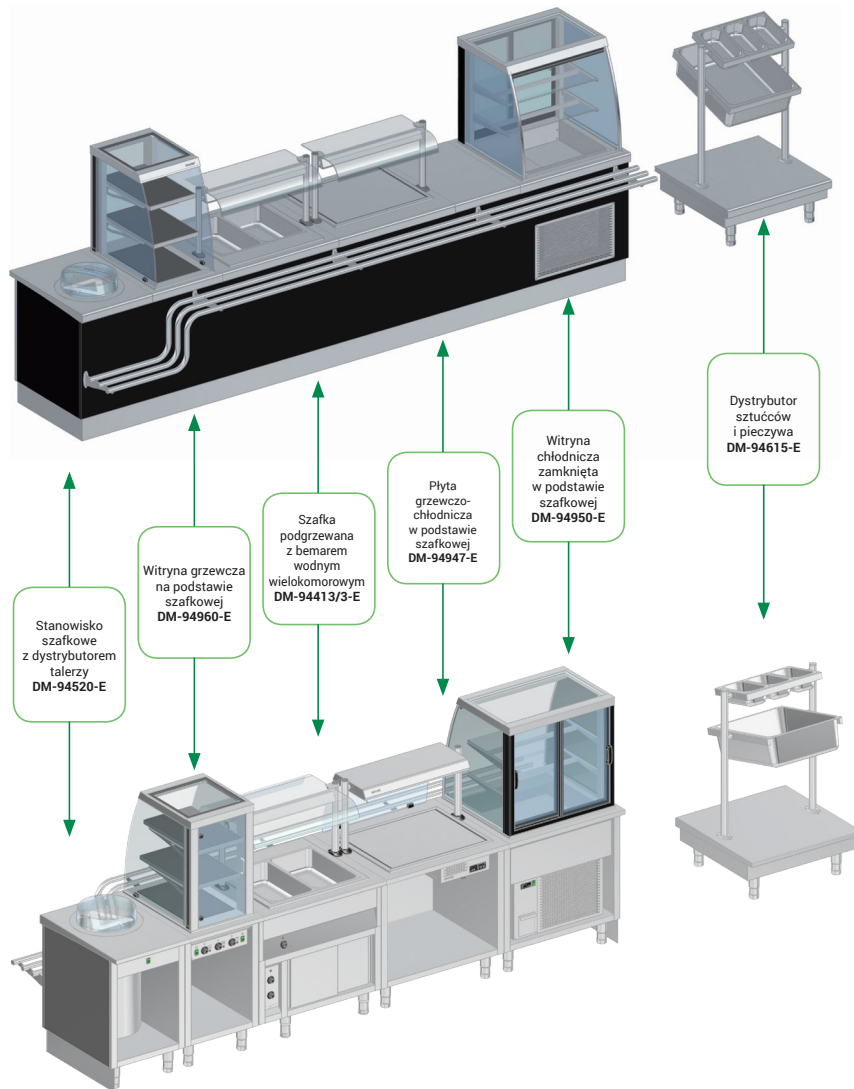 Dystrybutor
sztućców
i pieczywa
DM-94615-E
Witryna
chłodnicza
zamknięta
w podstawie
szafkowej
DM-94950-E
Płyta
grzewczo-
chłodnicza
w podstawie
szafkowej
DM-94947-E
Szafka
podgrzewana
z bemarem
wodnym
wielokomorowym
DM-94413/3-E
Witryna grzewcza
na podstawie
szafkowej
DM-94960-E
Stanowisko
szafkowe
z dystrybutorem
talerzy
DM-94520-E